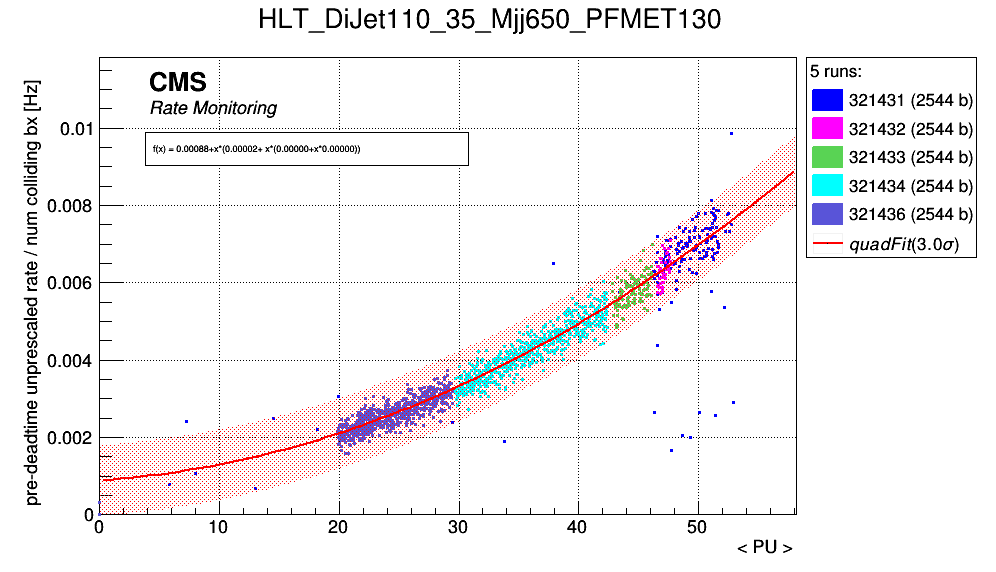 HLT_DiJet110_35_Mjj650_PFMET130
pre-deadtime unprescaled rate / num colliding bx [Hz]
CMS
Rate Monitoring
f(x) = 0.00088+x*(0.00002+ x*(0.00000+x*0.00000))
0.01
0.008
0.006
0.004
0.002
0
0 10 20 30 40 50
< PU >
5 runs:
321431 (2544 b)
321432 (2544 b)
321433 (2544 b)
321434 (2544 b)
321436 (2544 b)
quadFit(3.0σ)